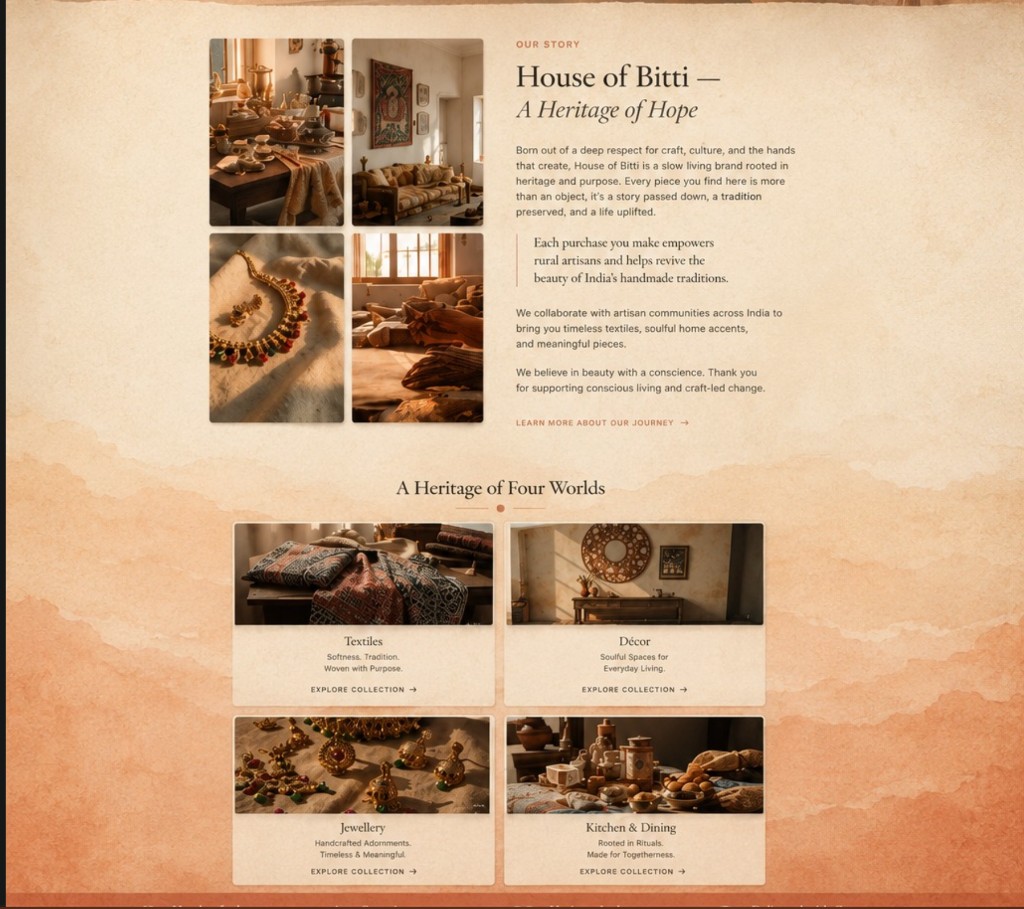 OUR STORY
House of Bitti —
A Heritage of Hope
Born out of a deep respect for craft, culture, and the hands
that create, House of Bitti is a slow living brand rooted in
heritage and purpose. Every piece you find here is more
than an object, it's a story passed down, a tradition
preserved, and a life uplifted.
Each purchase you make empowers
rural artisans and helps revive the
beauty of India's handmade traditions.
We collaborate with artisan communities across India to
bring you timeless textiles, soulful home accents,
and meaningful pieces.
We believe in beauty with a conscience. Thank you
for supporting conscious living and craft-led change.
LEARN MORE ABOUT OUR JOURNEY →
A Heritage of Four Worlds
Textiles
Softness. Tradition.
Woven with Purpose.
EXPLORE COLLECTION →
Décor
Soulful Spaces for
Everyday Living.
EXPLORE COLLECTION →
Jewellery
Handcrafted Adornments.
Timeless & Meaningful.
EXPLORE COLLECTION →
Kitchen & Dining
Rooted in Rituals.
Made for Togetherness.
EXPLORE COLLECTION →